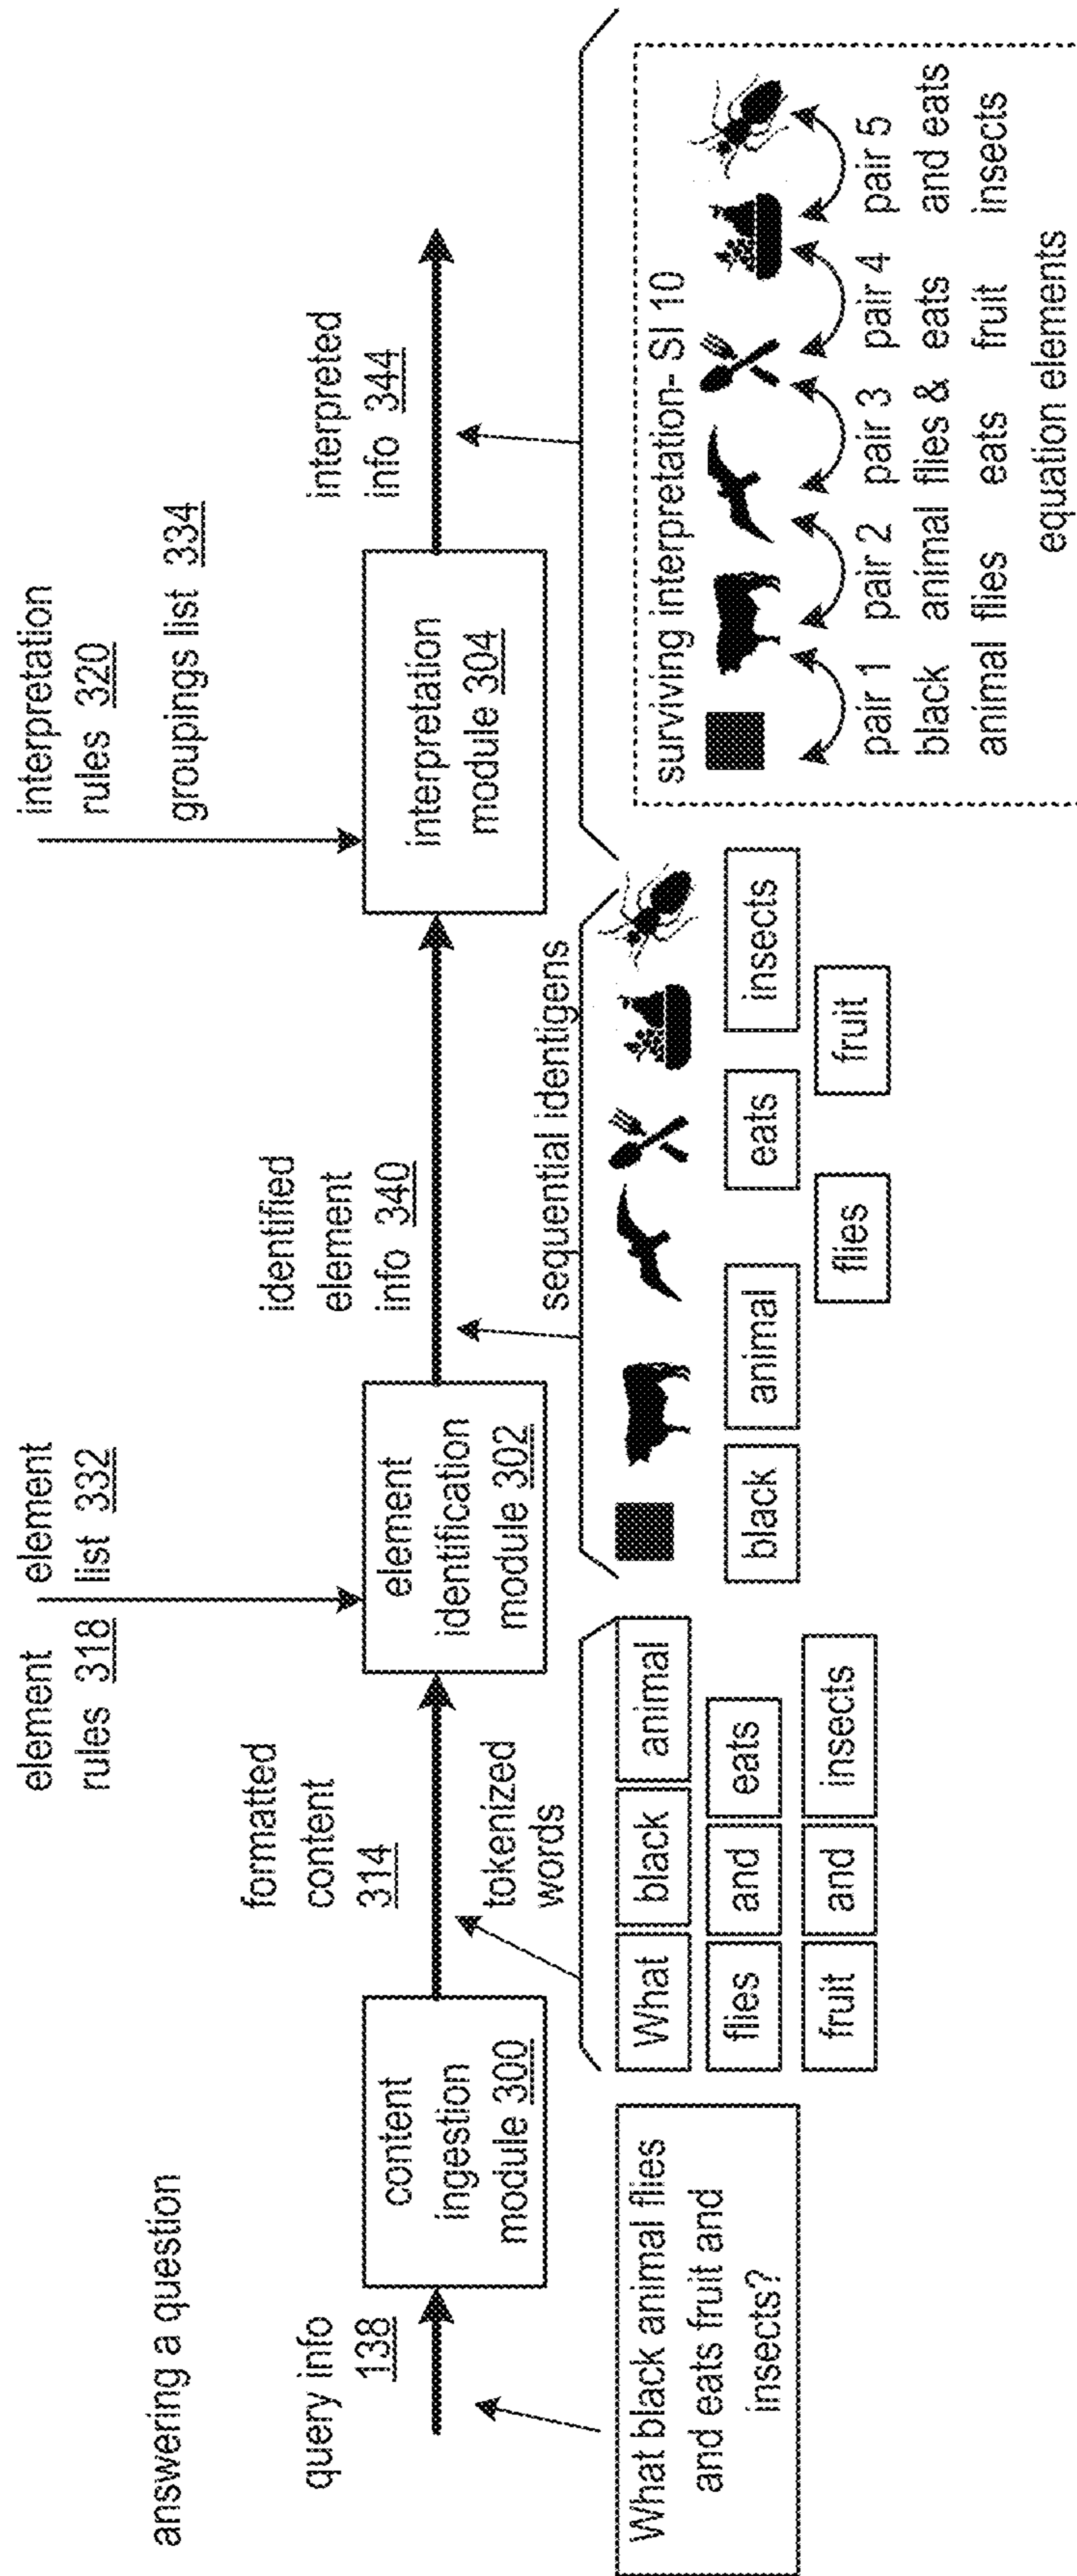 answering a question
query info
138
content
ingestion
module 300
What black animal flies
and eats fruit and
insects?
formatted
content
314
tokenized
words
What black animal
flies and eats
fruit and insects
element
rules 318
element
list 332
element
identification
module 302
identified
element
info 340
sequential identigens
black
animal
flies
eats
fruit
insects
interpretation
rules 320
groupings list 334
interpretation
module 304
interpreted
info 344
surviving interpretation- SI 10
pair 1 pair 2 pair 3 pair 4 pair 5
black animal flies & eats and eats
animal flies eats fruit insects
equation elements